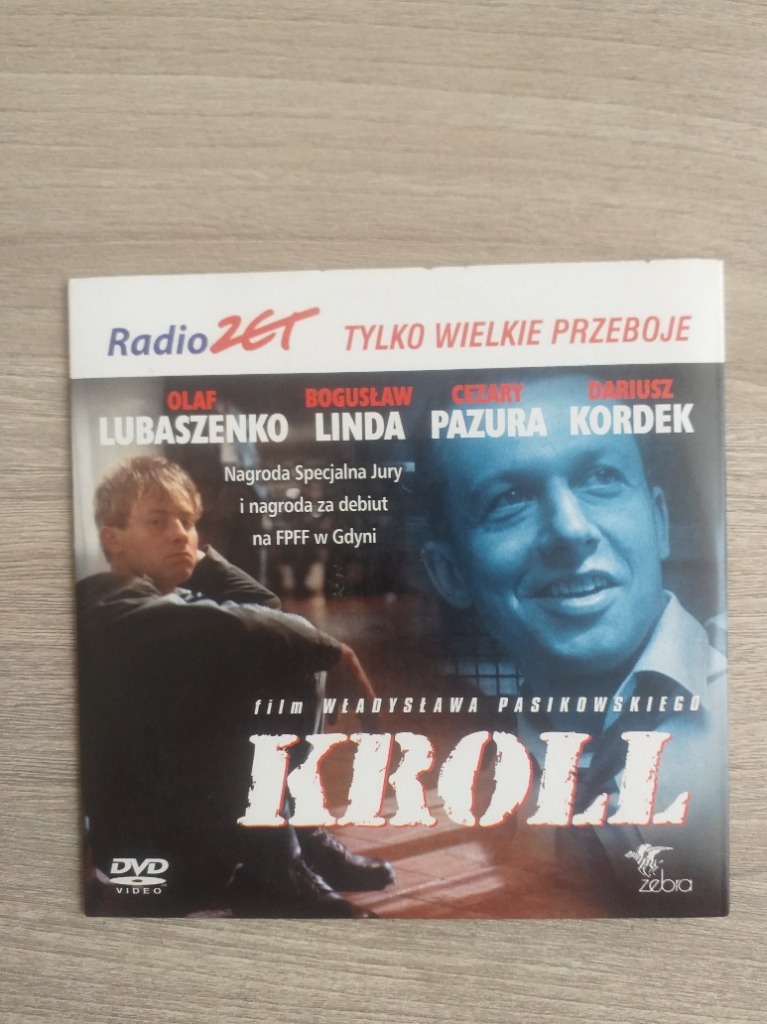 Radio ZET TYLKO WIELKIE PRZEBOJE
OLAF BOGUSŁAW CEZARY DARIUSZ
LUBASZENKO LINDA PAZURA KORDEK
Nagroda Specjalna Jury
i nagroda za debiut
na FPFF w Gdyni
film WŁADYSŁAWA PASIKOWSKIEGO
KROLL
DVD
VIDEO
zebra